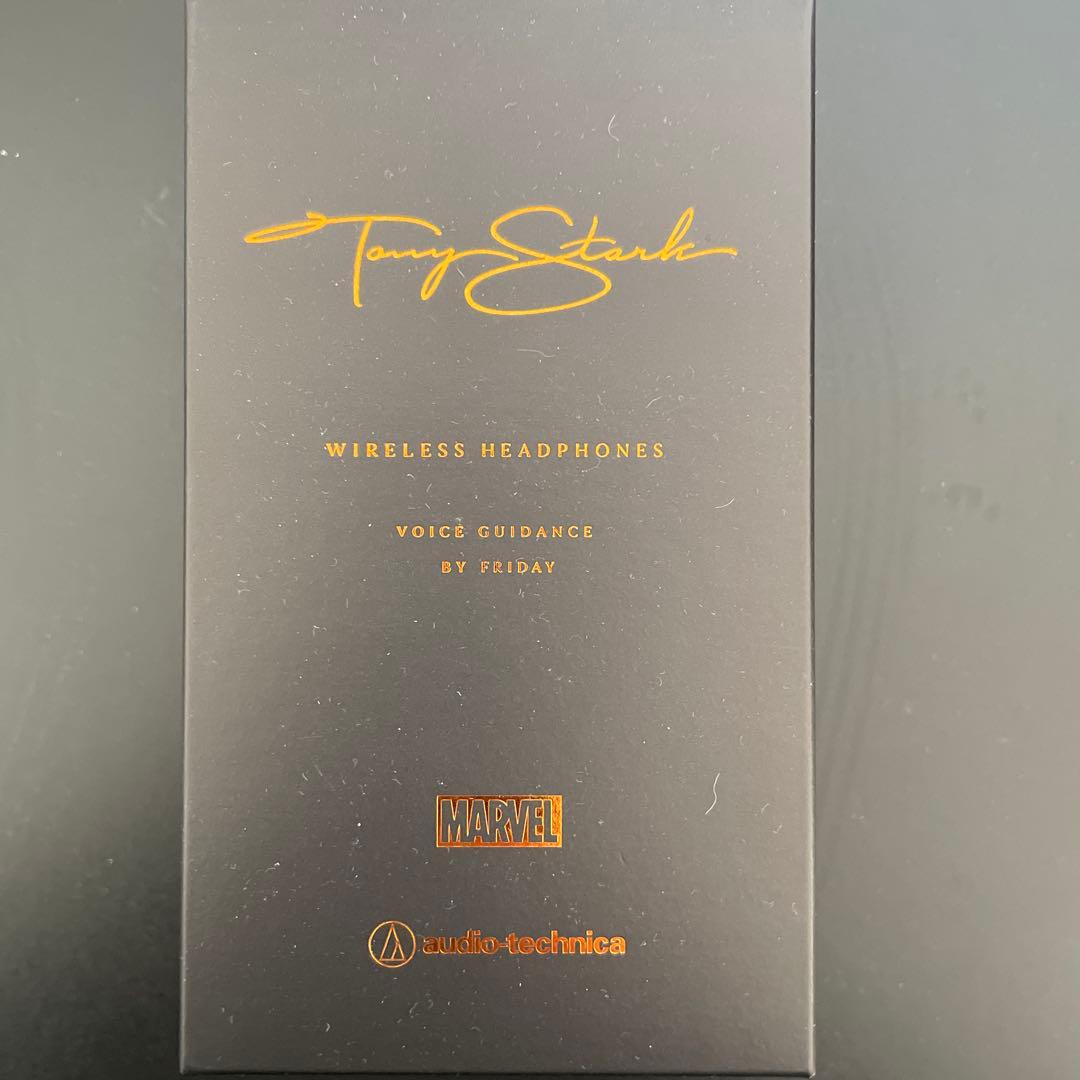 Tony Stark
WIRELESS HEADPHONES
VOICE GUIDANCE
BY FRIDAY
MARVEL
audio-technica